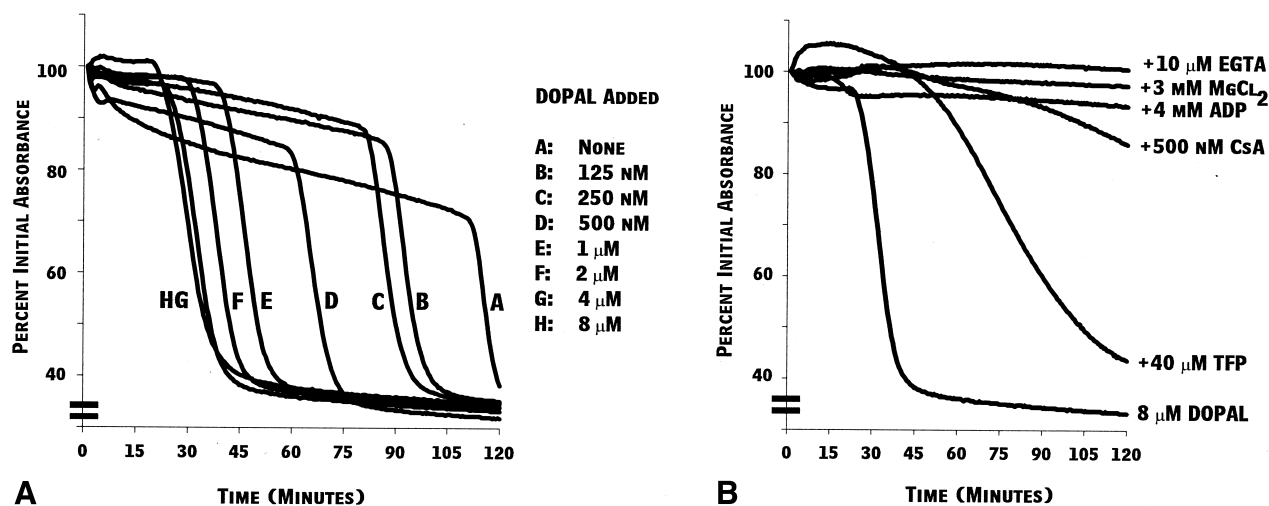 PERCENT INITIAL ABSORBANCE
100
80
60
40
0 15 30 45 60 75 90 105 120
TIME (MINUTES)
A
HG F E D C B A
DOPAL ADDED
A: NONE
B: 125 NM
C: 250 NM
D: 500 NM
E: 1 μM
F: 2 μM
G: 4 μM
H: 8 μM
PERCENT INITIAL ABSORBANCE
100
80
60
40
0 15 30 45 60 75 90 105 120
TIME (MINUTES)
B
+10 μM EGTA
+3 MM MGCL2
+4 MM ADP
+500 NM CSA
+40 μM TFP
8 μM DOPAL